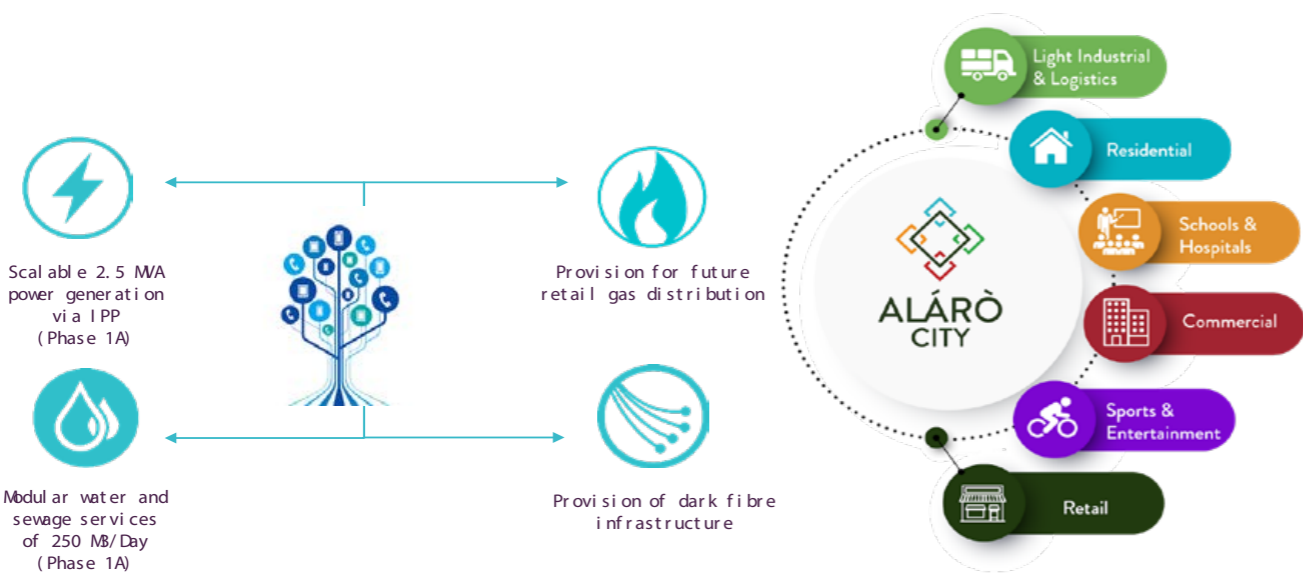 Scalable 2.5 MVA
power generation
via IPP
(Phase 1A)
Provision for future
retail gas distribution
Modular water and
sewage services
of 250 M3/Day
(Phase 1A)
Provision of dark fibre
infrastructure
ALÁRÒ
CITY
Light Industrial
& Logistics
Residential
Schools &
Hospitals
Commercial
Sports &
Entertainment
Retail